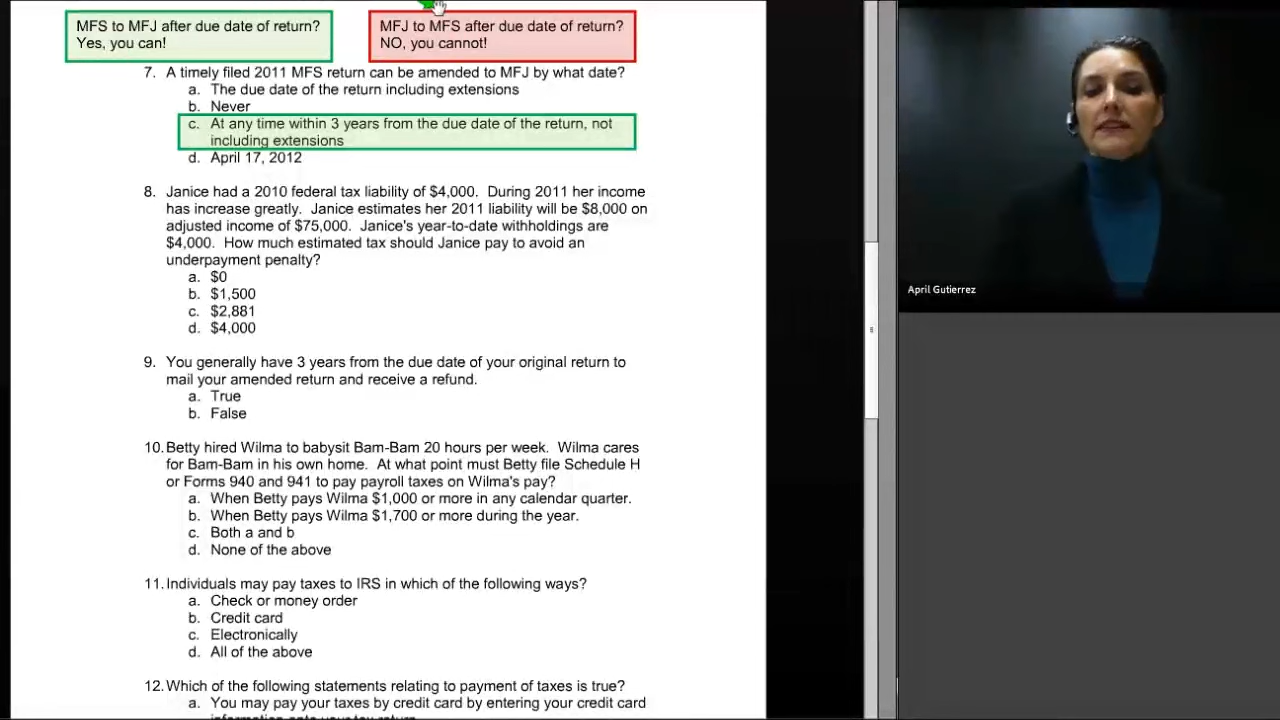 MFS to MFJ after due date of return?
Yes, you can!
MFJ to MFS after due date of return?
NO, you cannot!
7. A timely filed 2011 MFS return can be amended to MFJ by what date?
a. The due date of the return including extensions
b. Never
c. At any time within 3 years from the due date of the return, not
including extensions
d. April 17, 2012
8. Janice had a 2010 federal tax liability of $4,000. During 2011 her income
has increase greatly. Janice estimates her 2011 liability will be $8,000 on
adjusted income of $75,000. Janice's year-to-date withholdings are
$4,000. How much estimated tax should Janice pay to avoid an
underpayment penalty?
a. $0
b. $1,500
c. $2,881
d. $4,000
9. You generally have 3 years from the due date of your original return to
mail your amended return and receive a refund.
a. True
b. False
10. Betty hired Wilma to babysit Bam-Bam 20 hours per week. Wilma cares
for Bam-Bam in his own home. At what point must Betty file Schedule H
or Forms 940 and 941 to pay payroll taxes on Wilma's pay?
a. When Betty pays Wilma $1,000 or more in any calendar quarter.
b. When Betty pays Wilma $1,700 or more during the year.
c. Both a and b
d. None of the above
11. Individuals may pay taxes to IRS in which of the following ways?
a. Check or money order
b. Credit card
c. Electronically
d. All of the above
12. Which of the following statements relating to payment of taxes is true?
a. You may pay your taxes by credit card by entering your credit card
information onto your tax return
April Gutierrez